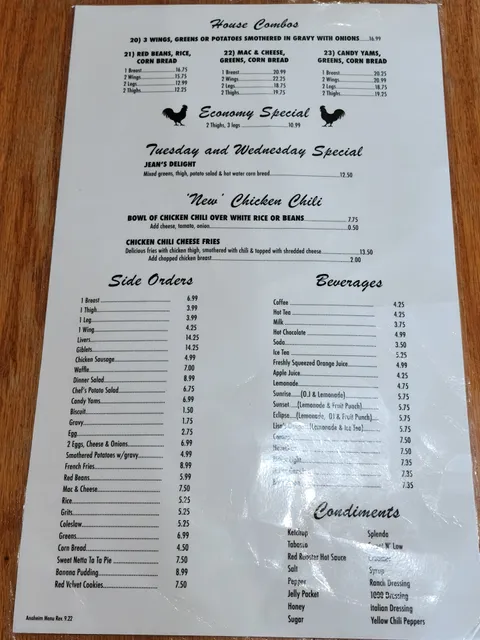 House Combos
20) 3 WINGS, GREENS OR POTATOES SMOTHERED IN GRAVY WITH ONIONS 16.99
21) RED BEANS, RICE, CORN BREAD
1 Breast 16.75
2 Wings 15.75
2 Legs 12.99
2 Thighs 12.25
22) MAC & CHEESE, GREENS, CORN BREAD
1 Breast 20.99
2 Wings 22.25
2 Legs 18.75
2 Thighs 19.75
23) CANDY YAMS, GREENS, CORN BREAD
1 Breast 20.25
2 Wings 20.99
2 Legs 18.75
2 Thighs 19.25
Economy Special
2 Thighs, 3 legs 10.99
Tuesday and Wednesday Special
JEAN'S DELIGHT
Mixed greens, thigh, potato salad & hot water corn bread 12.50
'New' Chicken Chili
BOWL OF CHICKEN CHILI OVER WHITE RICE OR BEANS 7.75
Add cheese, tomato, onion 0.50
CHICKEN CHILI CHEESE FRIES
Delicious fries with chicken thigh, smothered with chili & topped with shredded cheese 13.50
Add chopped chicken breast 2.00
Side Orders
1 Breast 6.99
1 Thigh 3.99
1 Leg 3.99
1 Wing 4.25
Livers 14.25
Giblets 14.25
Chicken Sausage 4.99
Waffle 7.00
Dinner Salad 8.99
Chef's Potato Salad 6.75
Candy Yams 6.99
Biscuit 1.50
Gravy 1.75
Egg 2.75
2 Eggs, Cheese & Onions 6.99
Smothered Potatoes w/gravy 4.99
French Fries 8.99
Red Beans 5.99
Mac & Cheese 7.50
Rice 5.25
Grits 5.25
Coleslaw 5.25
Greens 6.99
Corn Bread 4.50
Sweet Netta Ta Ta Pie 7.50
Banana Pudding 8.99
Red Velvet Cookies 7.50
Beverages
Coffee 4.25
Hot Tea 4.25
Milk 3.75
Hot Chocolate 4.99
Soda 3.50
Ice Tea 5.25
Freshly Squeezed Orange Juice 4.99
Apple Juice 4.25
Lemonade 4.75
Sunrise (O.J & Lemonade) 5.75
Sunset (Lemonade & Fruit Punch) 5.75
Eclipse (Lemonade, OJ & Fruit Punch) 5.75
(Lemonade & Ice Tea) 5.75
7.50
7.50
7.35
7.35
7.35
Condiments
Ketchup
Tabasco
Red Rooster Hot Sauce
Salt
Pepper
Jelly Packet
Honey
Sugar
Splenda
N' Low
Syrup
Ranch Dressing
1000 Dressing
Italian Dressing
Yellow Chili Peppers
Anaheim Menu Rev. 9.22